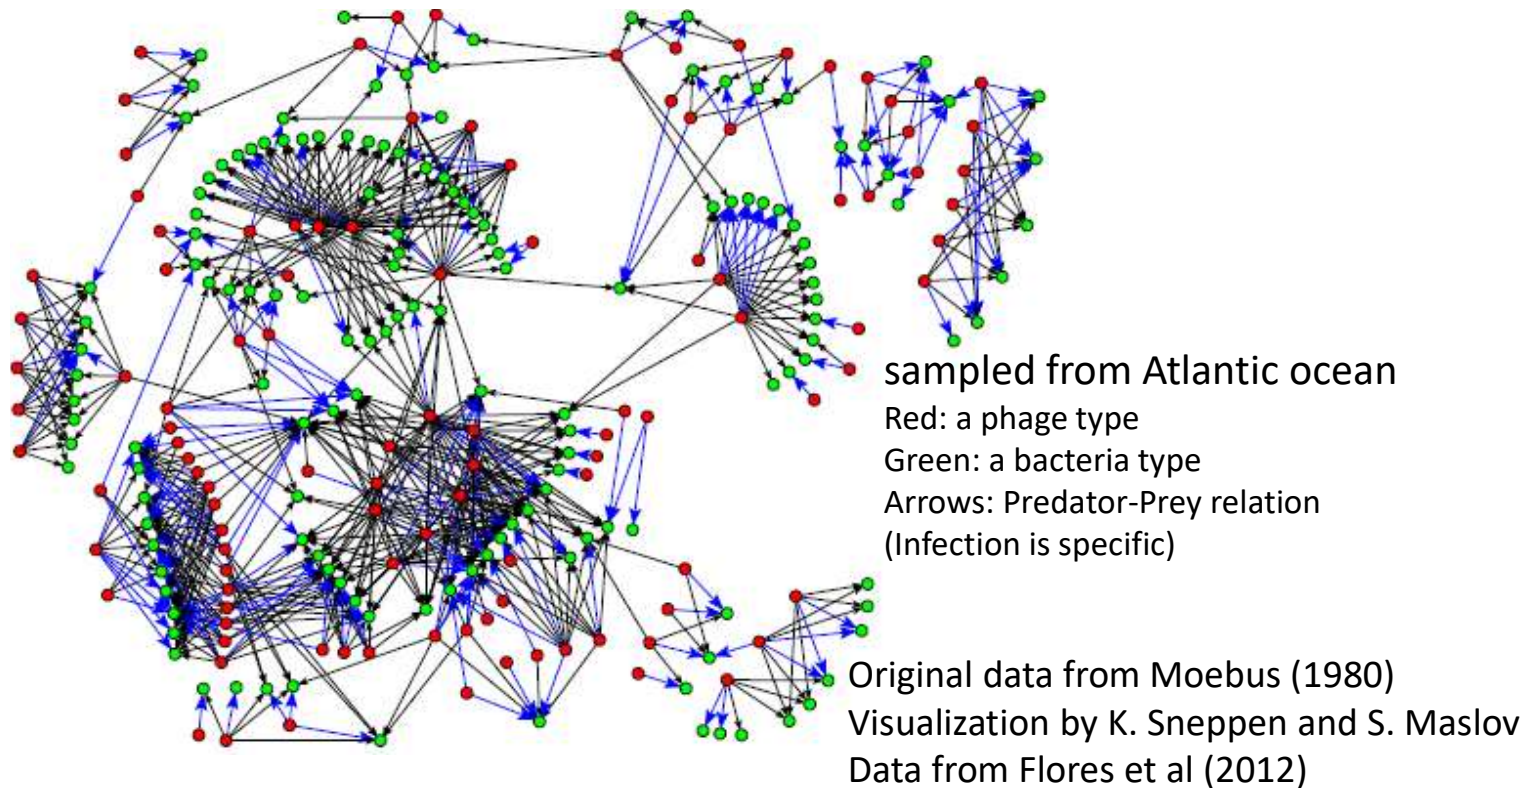 sampled from Atlantic ocean
Red: a phage type
Green: a bacteria type
Arrows: Predator-Prey relation
(Infection is specific)
Original data from Moebus (1980)
Visualization by K. Sneppen and S. Maslov
Data from Flores et al (2012)